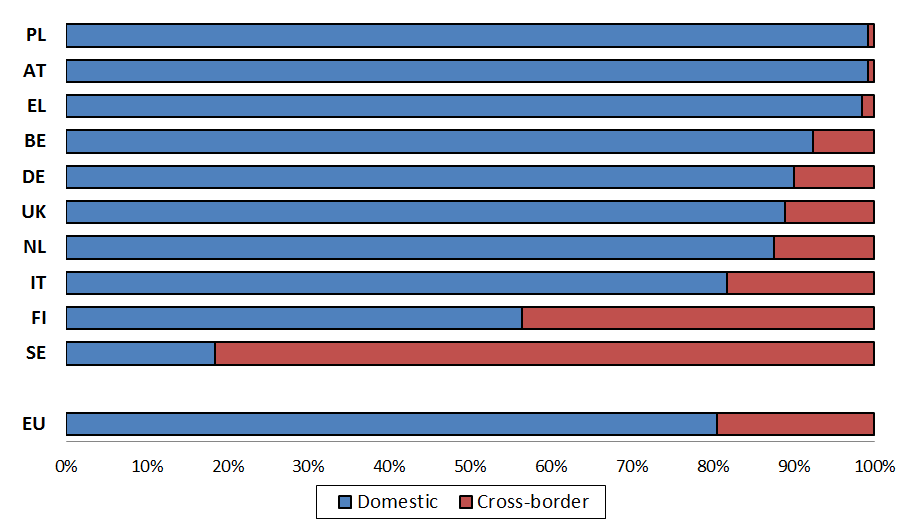 PL
AT
EL
BE
DE
UK
NL
IT
FI
SE
EU
0% 10% 20% 30% 40% 50% 60% 70% 80% 90% 100%
Domestic Cross-border